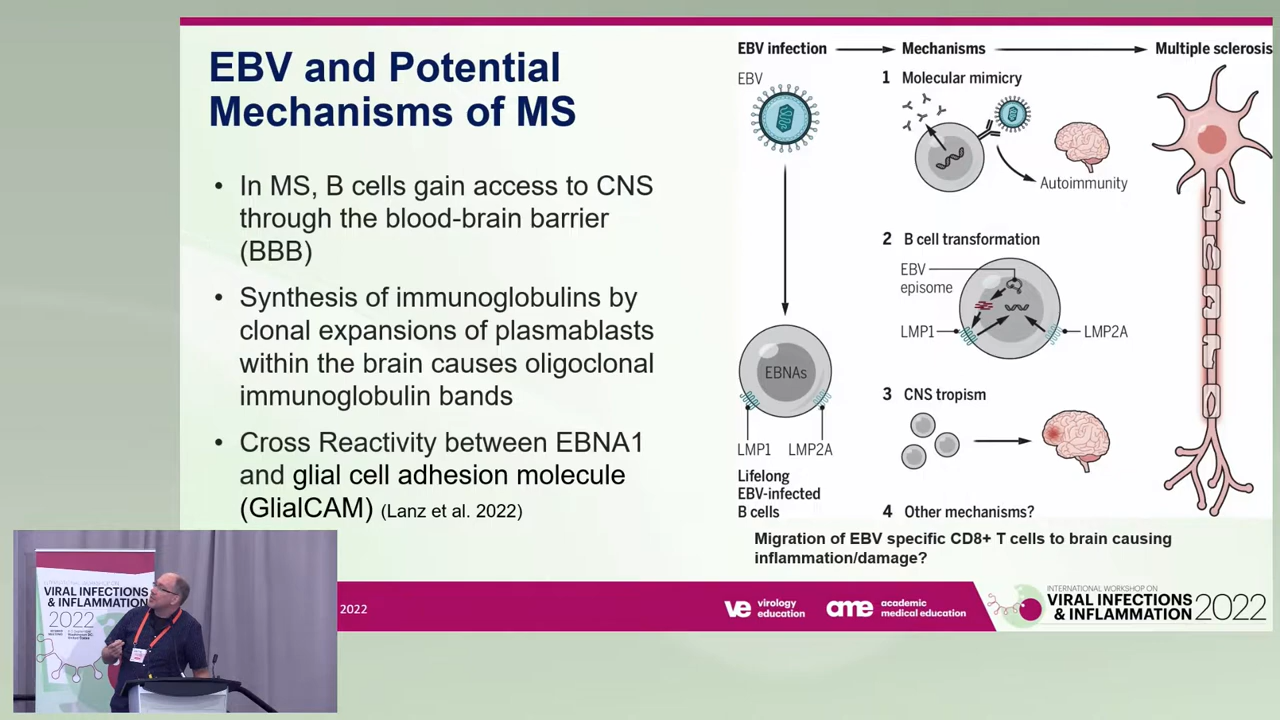 EBV and Potential
Mechanisms of MS
• In MS, B cells gain access to CNS
through the blood-brain barrier
(BBB)
• Synthesis of immunoglobulins by
clonal expansions of plasmablasts
within the brain causes oligoclonal
immunoglobulin bands
• Cross Reactivity between EBNA1
and glial cell adhesion molecule
(GlialCAM) (Lanz et al. 2022)
EBV infection
Mechanisms
Multiple sclerosis
EBV
1 Molecular mimicry
Autoimmunity
2 B cell transformation
EBV
episome
LMP1
LMP2A
EBNAs
LMP1 LMP2A
Lifelong
EBV-infected
B cells
3 CNS tropism
4 Other mechanisms?
Migration of EBV specific CD8+ T cells to brain causing
inflammation/damage?
2022
ve virology
education
ame academic
medical education
INTERNATIONAL WORKSHOP ON
VIRAL INFECTIONS
& INFLAMMATION 2022
VIRAL INFECTIONS
& INFLAMMATION
2022